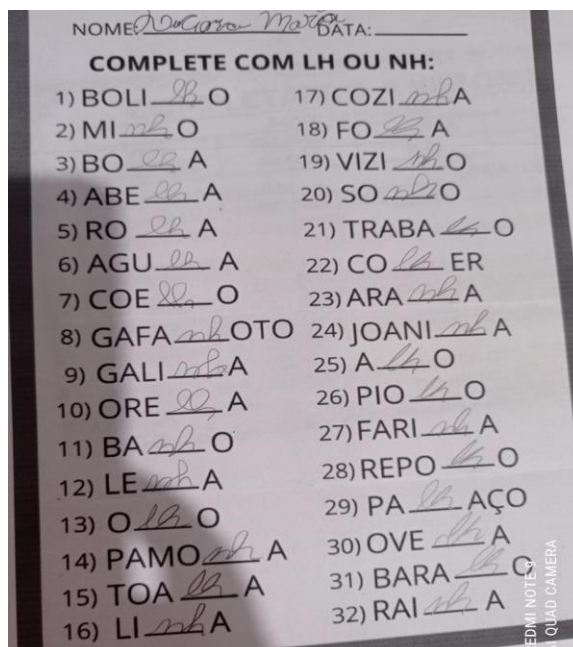 NOME: Luciara Maria DATA:
COMPLETE COM LH OU NH:
1) BOLI lh O
2) MI nh O
3) BO lh A
4) ABE lh A
5) RO lh A
6) AGU lh A
7) COE lh O
8) GAFA nh OTO
9) GALI nh A
10) ORE lh A
11) BA nh O
12) LE nh A
13) O lh O
14) PAMO nh A
15) TOA lh A
16) LI nh A
17) COZI nh A
18) FO lh A
19) VIZI nh O
20) SO nh O
21) TRABA lh O
22) CO lh ER
23) ARA nh A
24) JOANI nh A
25) A lh O
26) PIO lh O
27) FARI nh A
28) REPO lh O
29) PA lh AÇO
30) OVE lh A
31) BARA lh O
32) RAI nh A
EDMI NOTE 9
AI QUAD CAMERA